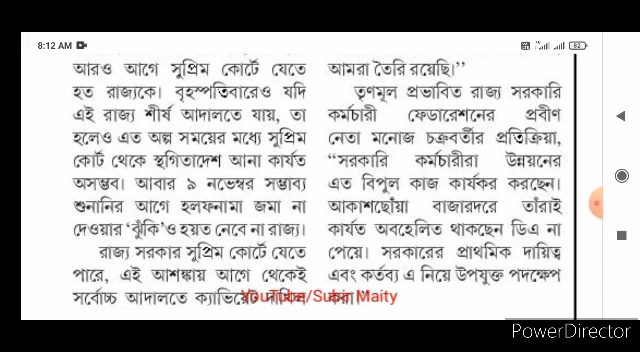 8:12 AM
82
আরও আগে সুপ্রিম কোর্টে যেতে
হত রাজ্যকে। বৃহস্পতিবারেও যদি
এই রাজ্য শীর্ষ আদালতে যায়, তা
হলেও এত অল্প সময়ের মধ্যে সুপ্রিম
কোর্ট থেকে স্থগিতাদেশ আনা কার্যত
অসম্ভব। আবার ৯ নভেম্বর সম্ভাব্য
শুনানির আগে হলফনামা জমা না
দেওয়ার 'ঝুঁকি'ও হয়ত নেবে না রাজ্য।
রাজ্য সরকার সুপ্রিম কোর্টে যেতে
পারে, এই আশঙ্কায় আগে থেকেই
সর্বোচ্চ আদালতে ক্যাভিয়েট
আমরা তৈরি রয়েছি।''
তৃণমূল প্রভাবিত রাজ্য সরকারি
কর্মচারী ফেডারেশনের প্রবীণ
নেতা মনোজ চক্রবর্তীর প্রতিক্রিয়া,
“সরকারি কর্মচারীরা উন্নয়নের
এত বিপুল কাজ কার্যকর করছেন।
আকাশছোঁয়া বাজারদরে তাঁরাই
কার্যত অবহেলিত থাকছেন ডিএ না
পেয়ে। সরকারের প্রাথমিক দায়িত্ব
এবং কর্তব্য এ নিয়ে উপযুক্ত পদক্ষেপ
YouTube/Subir Maity
PowerDirector